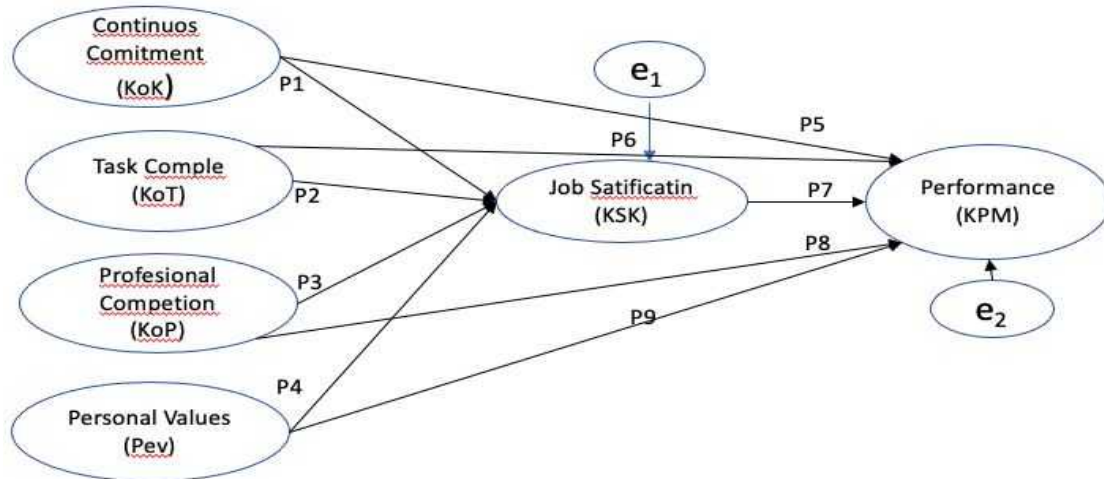 Continuos
Comitment
(KoK)
P1
e1
P5
P6
Task Comple
(KoT)
P2
Job Satificatin
(KSK)
P7
Performance
(KPM)
P8
Profesional
Competion
(KoP)
P3
P9
e2
P4
Personal Values
(Pev)